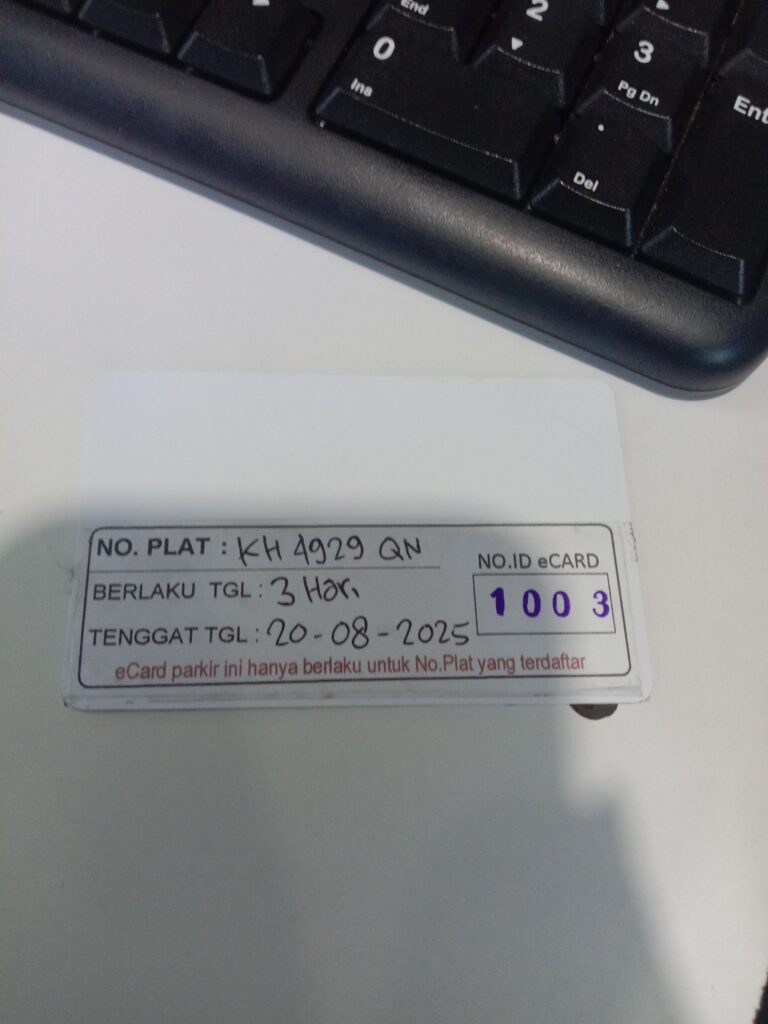 End
2
0
Ins
3
Pg Dn
Ent
.
Del
NO. PLAT : KH 4929 QN
NO.ID eCARD
BERLAKU TGL : 3 Hari
1003
TENGGAT TGL : 20-08-2025
eCard parkir ini hanya berlaku untuk No.Plat yang terdaftar